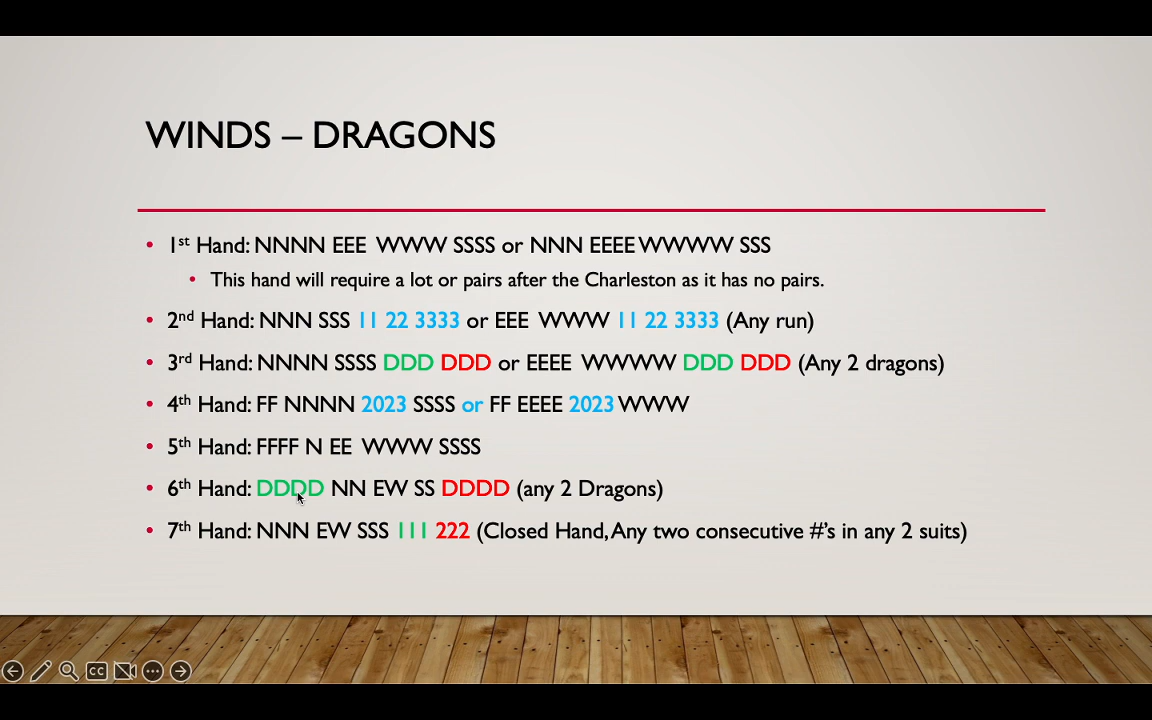 WINDS – DRAGONS
• 1st Hand: NNNN EEE WWW SSSS or NNN EEEE WWWW SSS
• This hand will require a lot or pairs after the Charleston as it has no pairs.
• 2nd Hand: NNN SSS 11 22 3333 or EEE WWW 11 22 3333 (Any run)
• 3rd Hand: NNNN SSSS DDD DDD or EEEE WWWW DDD DDD (Any 2 dragons)
• 4th Hand: FF NNNN 2023 SSSS or FF EEEE 2023 WWW
• 5th Hand: FFFF N EE WWW SSSS
• 6th Hand: DDDD NN EW SS DDDD (any 2 Dragons)
• 7th Hand: NNN EW SSS 111 222 (Closed Hand, Any two consecutive #'s in any 2 suits)
CC